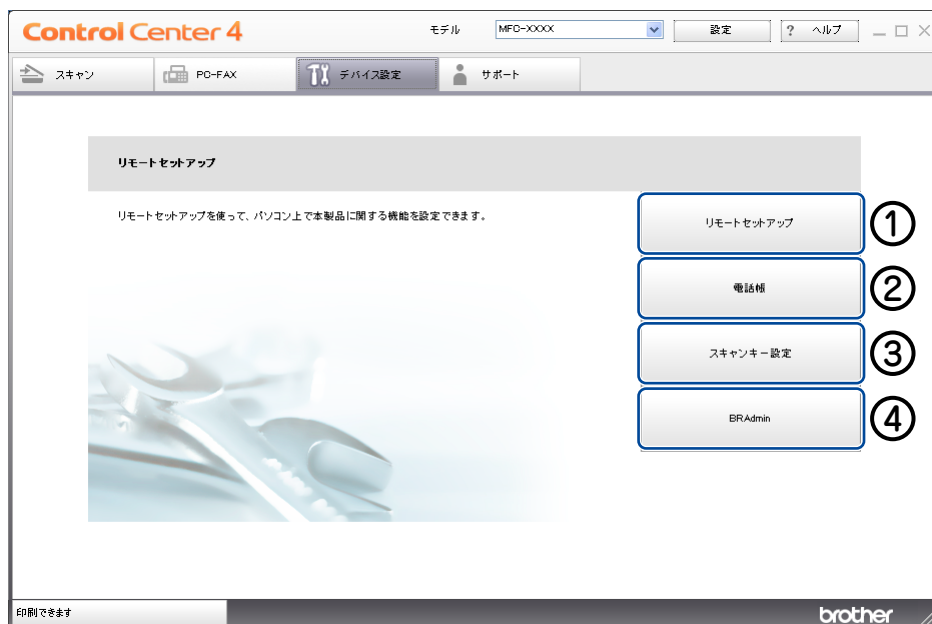 Control Center 4 モデル MFC-XXXX 設定 ? ヘルプ
スキャン PC-FAX デバイス設定 サポート
リモートセットアップ
リモートセットアップを使って、パソコン上で本製品に関する機能を設定できます。
リモートセットアップ ①
電話帳 ②
スキャンキー設定 ③
BRAdmin ④
印刷できます brother